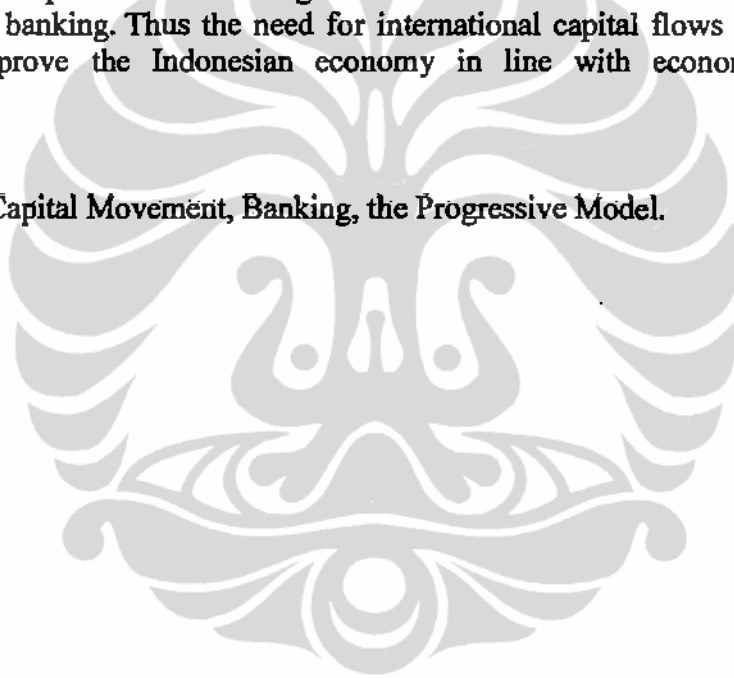 banking. Thus the need for international capital flows
prove the Indonesian economy in line with
Capital Movement, Banking, the Progressive Model.